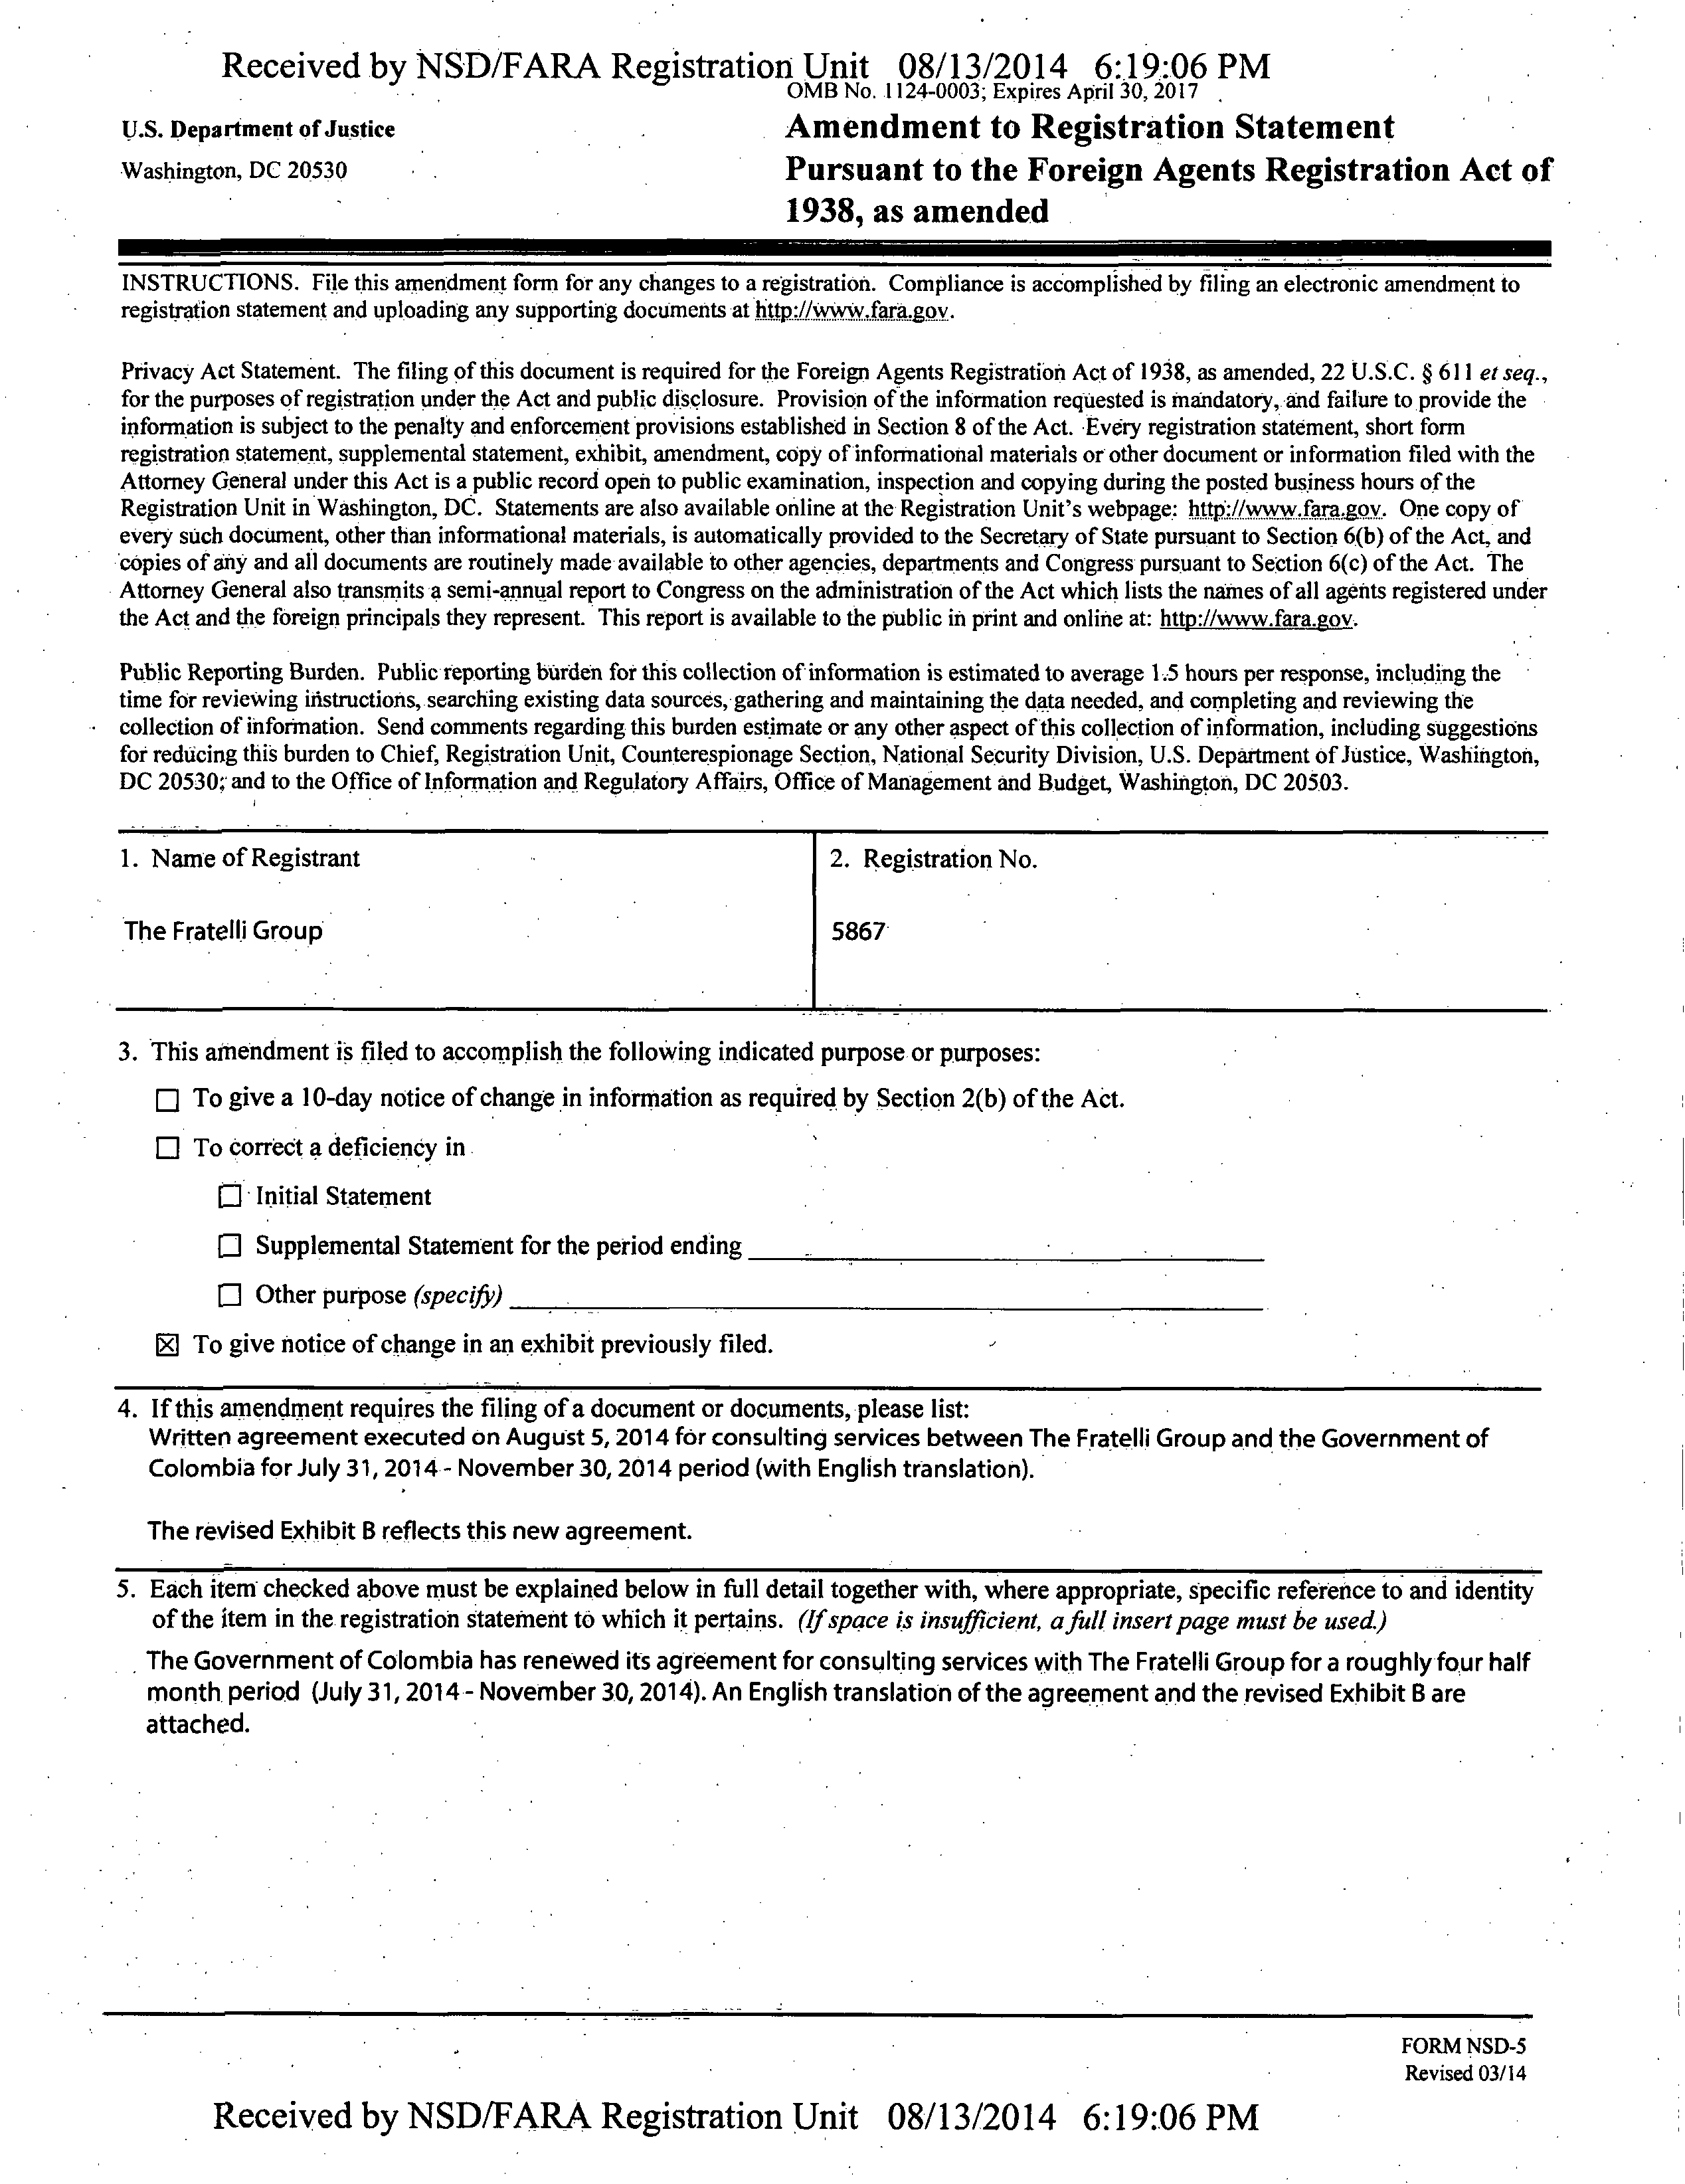 Received by NSD/FARA Registration Unit 08/13/2014 6:19:06 PM
OMB No. 1124-0003; Expires April 30, 2017
U.S. Department of Justice
Washington, DC 20530
Amendment to Registration Statement
Pursuant to the Foreign Agents Registration Act of
1938, as amended
INSTRUCTIONS. File this amendment form for any changes to a registration. Compliance is accomplished by filing an electronic amendment to
registration statement and uploading any supporting documents at http://www.fara.gov.
Privacy Act Statement. The filing of this document is required for the Foreign Agents Registration Act of 1938, as amended, 22 U.S.C. § 611 et seq.,
for the purposes of registration under the Act and public disclosure. Provision of the information requested is mandatory, and failure to provide the
information is subject to the penalty and enforcement provisions established in Section 8 of the Act. Every registration statement, short form
registration statement, supplemental statement, exhibit, amendment, copy of informational materials or other document or information filed with the
Attorney General under this Act is a public record open to public examination, inspection and copying during the posted business hours of the
Registration Unit in Washington, DC. Statements are also available online at the Registration Unit's webpage: http://www.fara.gov. One copy of
every such document, other than informational materials, is automatically provided to the Secretary of State pursuant to Section 6(b) of the Act, and
copies of any and all documents are routinely made available to other agencies, departments and Congress pursuant to Section 6(c) of the Act. The
Attorney General also transmits a semi-annual report to Congress on the administration of the Act which lists the names of all agents registered under
the Act and the foreign principals they represent. This report is available to the public in print and online at: http://www.fara.gov.
Public Reporting Burden. Public reporting burden for this collection of information is estimated to average 1.5 hours per response, including the
time for reviewing instructions, searching existing data sources, gathering and maintaining the data needed, and completing and reviewing the
collection of information. Send comments regarding this burden estimate or any other aspect of this collection of information, including suggestions
for reducing this burden to Chief, Registration Unit, Counterespionage Section, National Security Division, U.S. Department of Justice, Washington,
DC 20530; and to the Office of Information and Regulatory Affairs, Office of Management and Budget, Washington, DC 20503.
1. Name of Registrant
The Fratelli Group
2. Registration No.
5867
3. This amendment is filed to accomplish the following indicated purpose or purposes:
☐ To give a 10-day notice of change in information as required by Section 2(b) of the Act.
☐ To correct a deficiency in
☐ Initial Statement
☐ Supplemental Statement for the period ending
☐ Other purpose (specify)
☒ To give notice of change in an exhibit previously filed.
4. If this amendment requires the filing of a document or documents, please list:
Written agreement executed on August 5, 2014 for consulting services between The Fratelli Group and the Government of
Colombia for July 31, 2014 - November 30, 2014 period (with English translation).
The revised Exhibit B reflects this new agreement.
5. Each item checked above must be explained below in full detail together with, where appropriate, specific reference to and identity
of the item in the registration statement to which it pertains. (If space is insufficient, a full insert page must be used.)
The Government of Colombia has renewed its agreement for consulting services with The Fratelli Group for a roughly four half
month period (July 31, 2014 - November 30, 2014). An English translation of the agreement and the revised Exhibit B are
attached.
FORM NSD-5
Revised 03/14
Received by NSD/FARA Registration Unit 08/13/2014 6:19:06 PM